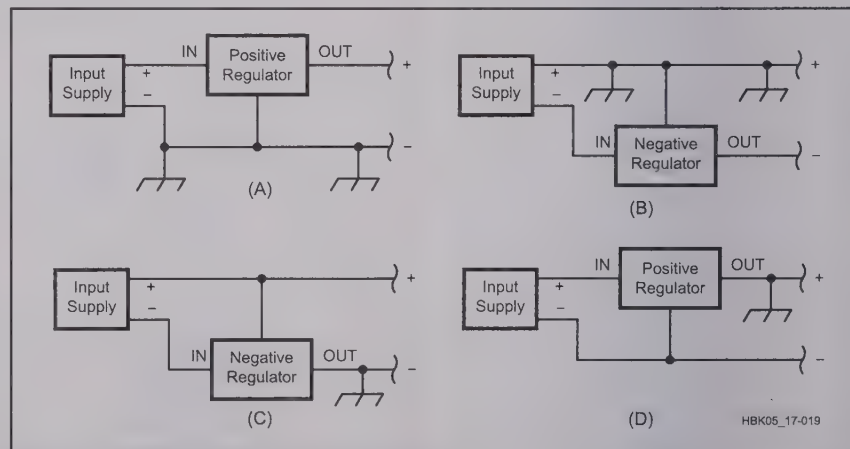 IN
Positive Regulator
OUT
Input Supply
+
−
+
−
(A)
Input Supply
+
−
+
IN
Negative Regulator
OUT
−
(B)
Input Supply
+
−
+
IN
Negative Regulator
OUT
−
(C)
IN
Positive Regulator
OUT
Input Supply
+
−
+
−
(D)
HBK05_17-019